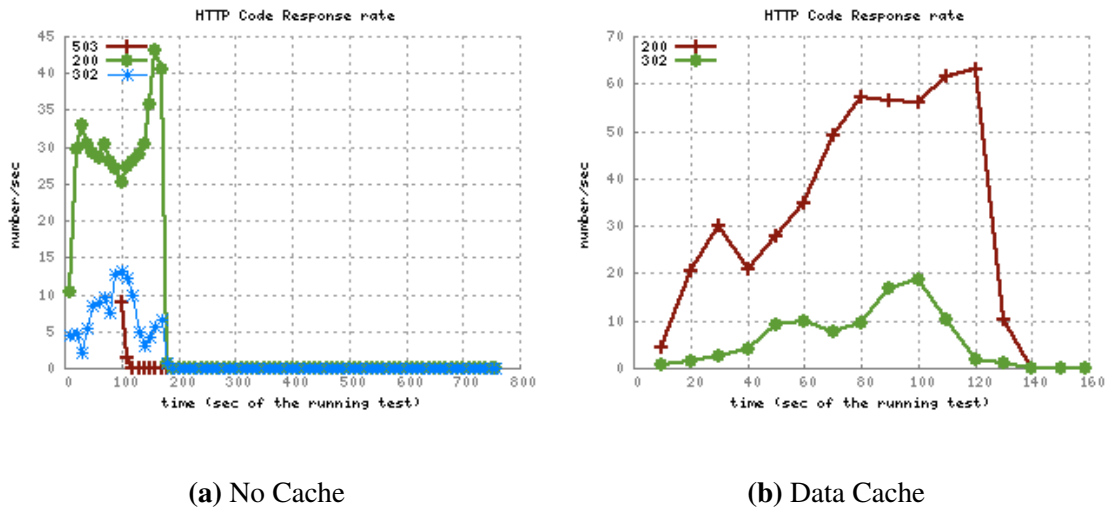 HTTP Code Response rate
503
200
302
45
40
35
30
25
20
15
10
5
0
number/sec
0 100 200 300 400 500 600 700 800
time (sec of the running test)
(a) No Cache
HTTP Code Response rate
200
302
70
60
50
40
30
20
10
0
number/sec
0 20 40 60 80 100 120 140 160
time (sec of the running test)
(b) Data Cache